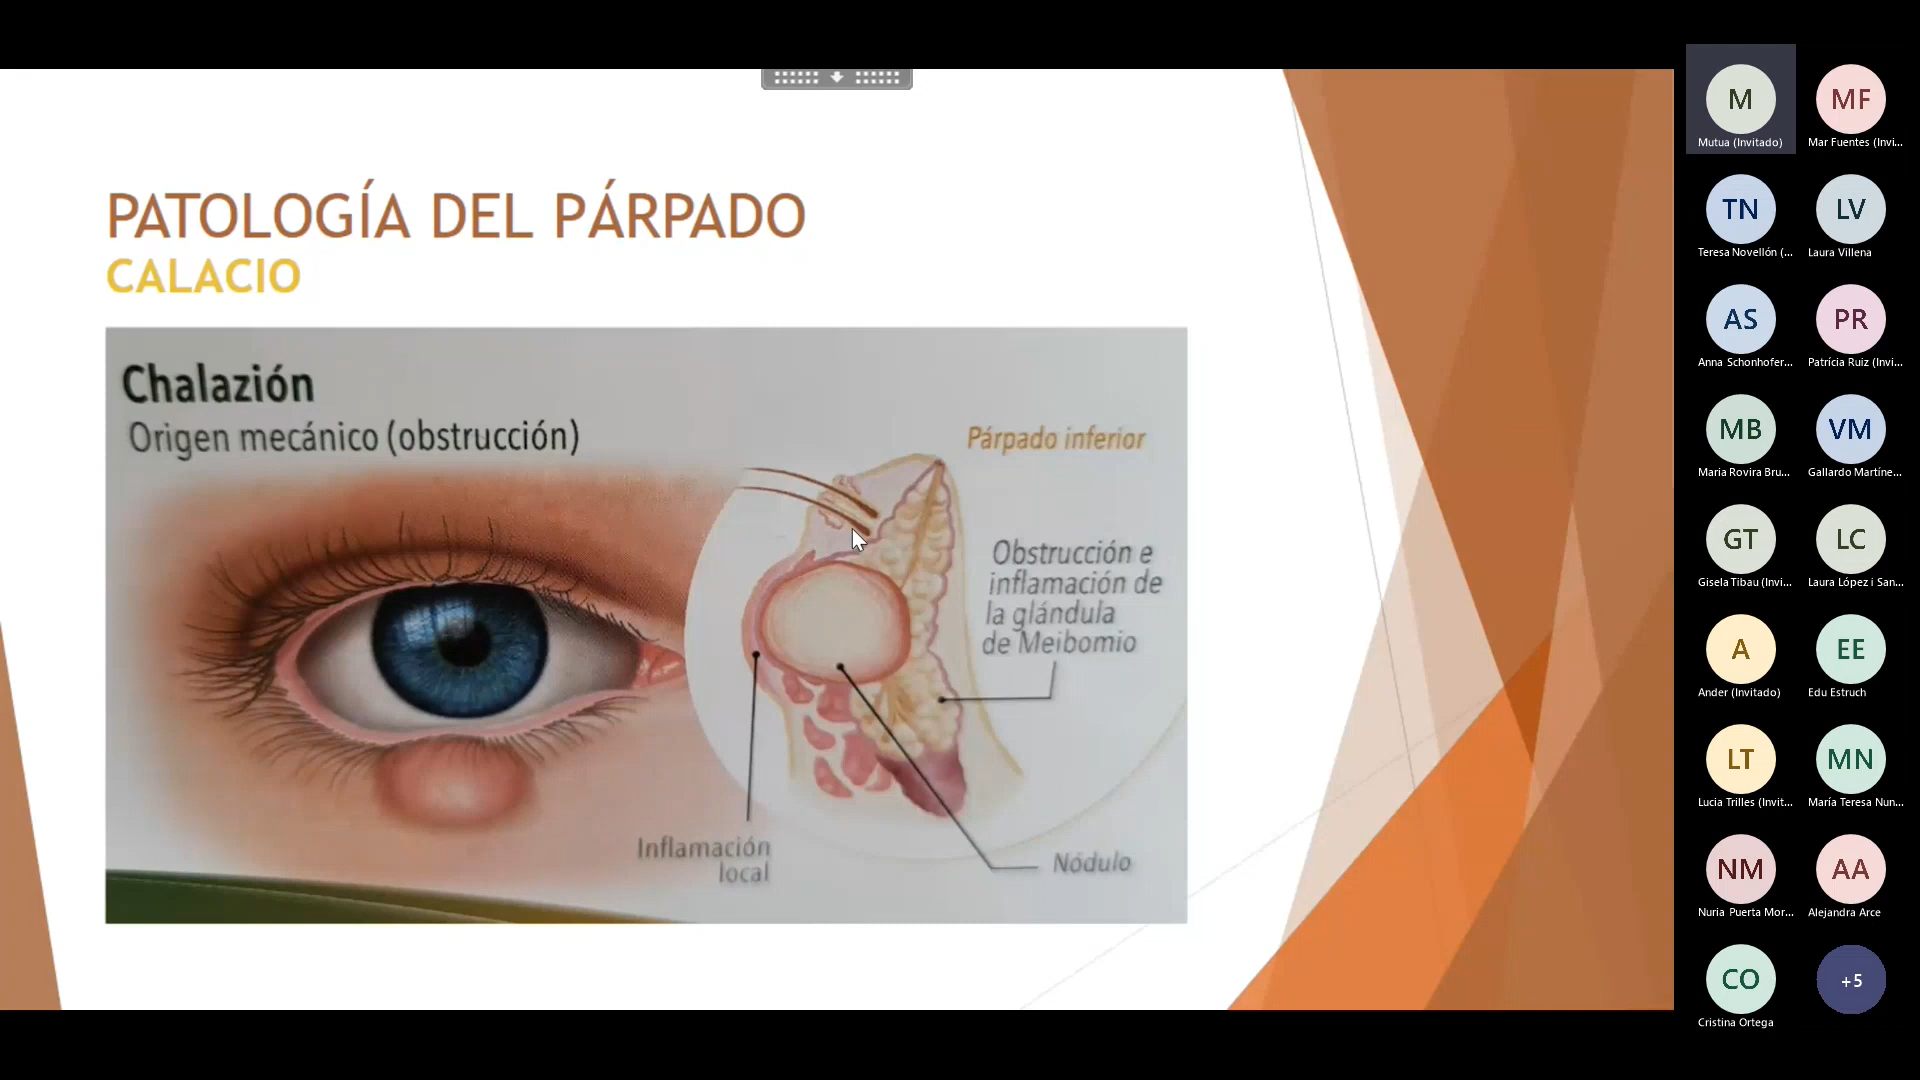 PATOLOGÍA DEL PÁRPADO
CALACIO
Chalazión
Origen mecánico (obstrucción)
Párpado inferior
Obstrucción e
inflamación de
la glándula
de Meibomio
Inflamación
local
Nódulo
M
Mutua (Invitado)
MF
Mar Fuentes (Invi...
TN
Teresa Novellón (...
LV
Laura Villena
AS
Anna Schonhofer...
PR
Patrícia Ruiz (Invi...
MB
Maria Rovira Bru...
VM
Gallardo Martíne...
GT
Gisela Tibau (Invi...
LC
Laura López i San...
A
Ander (Invitado)
EE
Edu Estruch
LT
Lucia Trilles (Invit...
MN
María Teresa Nun...
NM
Nuria Puerta Mor...
AA
Alejandra Arce
CO
Cristina Ortega
+5